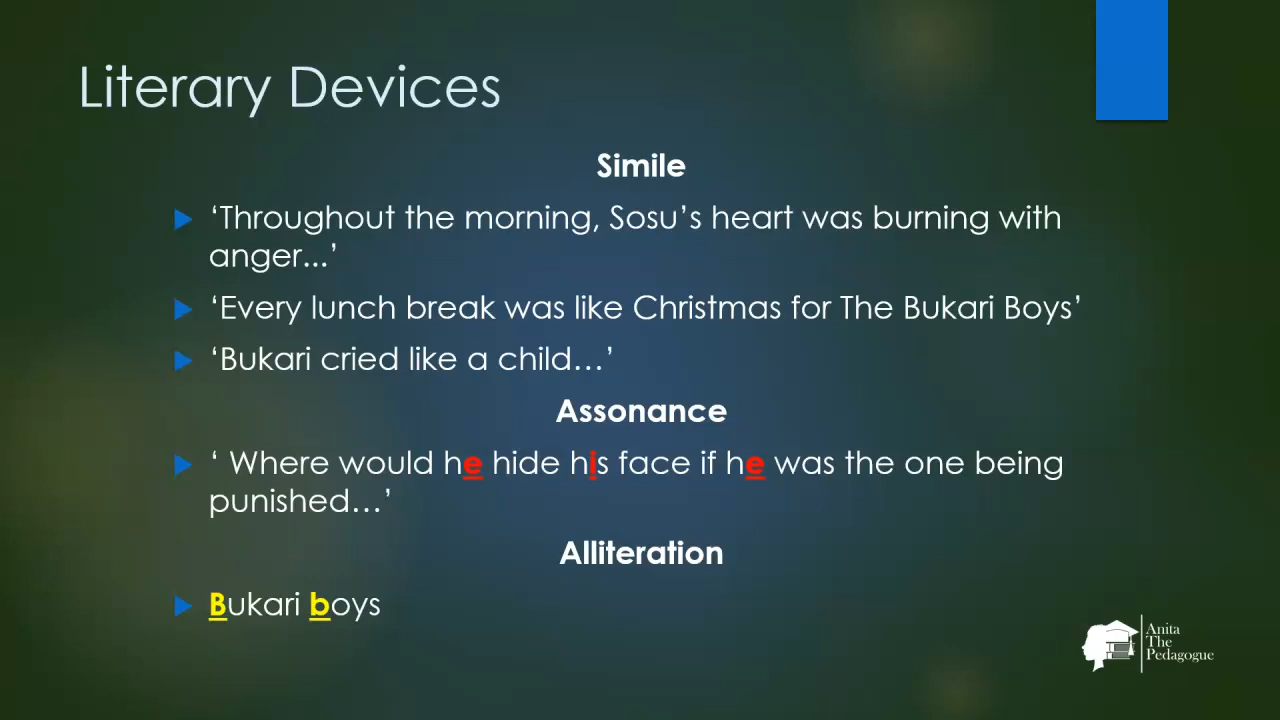 Literary Devices
Simile
‘Throughout the morning, Sosu’s heart was burning with
anger...’
‘Every lunch break was like Christmas for The Bukari Boys’
‘Bukari cried like a child…’
Assonance
‘ Where would he hide his face if he was the one being
punished…’
Alliteration
Bukari boys
Anita
The
Pedagogue